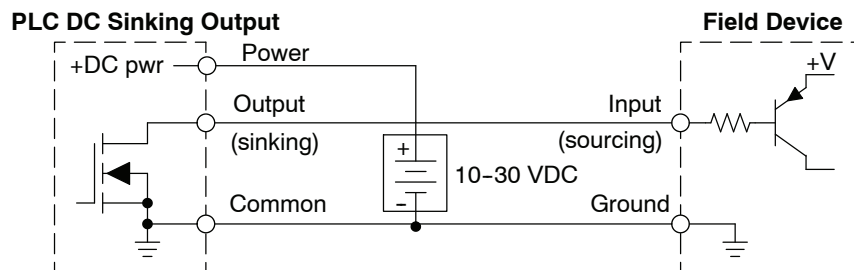 PLC DC Sinking Output
Field Device
+DC pwr
Power
+V
Output
(sinking)
Input
(sourcing)
+
10–30 VDC
–
Common
Ground